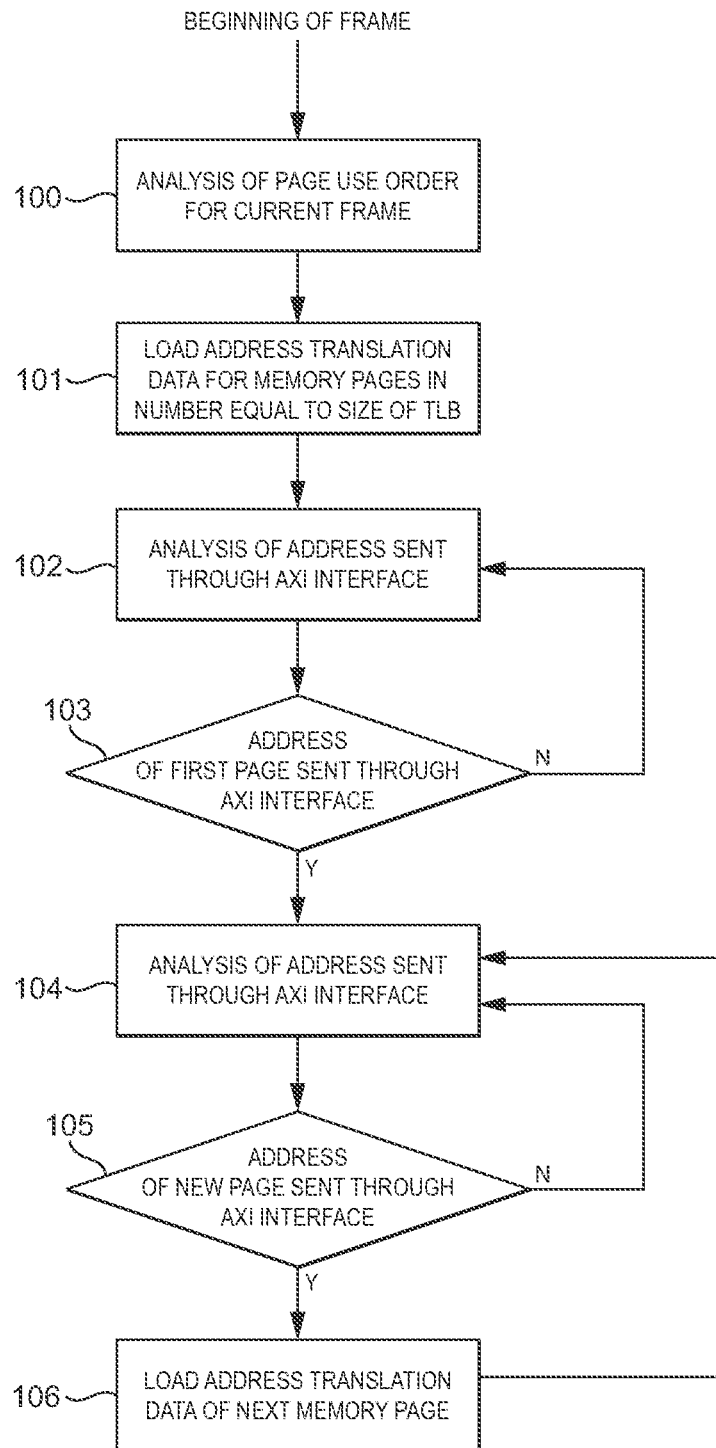 BEGINNING OF FRAME
100
ANALYSIS OF PAGE USE ORDER
FOR CURRENT FRAME
101
LOAD ADDRESS TRANSLATION
DATA FOR MEMORY PAGES IN
NUMBER EQUAL TO SIZE OF TLB
102
ANALYSIS OF ADDRESS SENT
THROUGH AXI INTERFACE
103
ADDRESS
OF FIRST PAGE SENT THROUGH
AXI INTERFACE
N
Y
104
ANALYSIS OF ADDRESS SENT
THROUGH AXI INTERFACE
105
ADDRESS
OF NEW PAGE SENT THROUGH
AXI INTERFACE
N
Y
106
LOAD ADDRESS TRANSLATION
DATA OF NEXT MEMORY PAGE